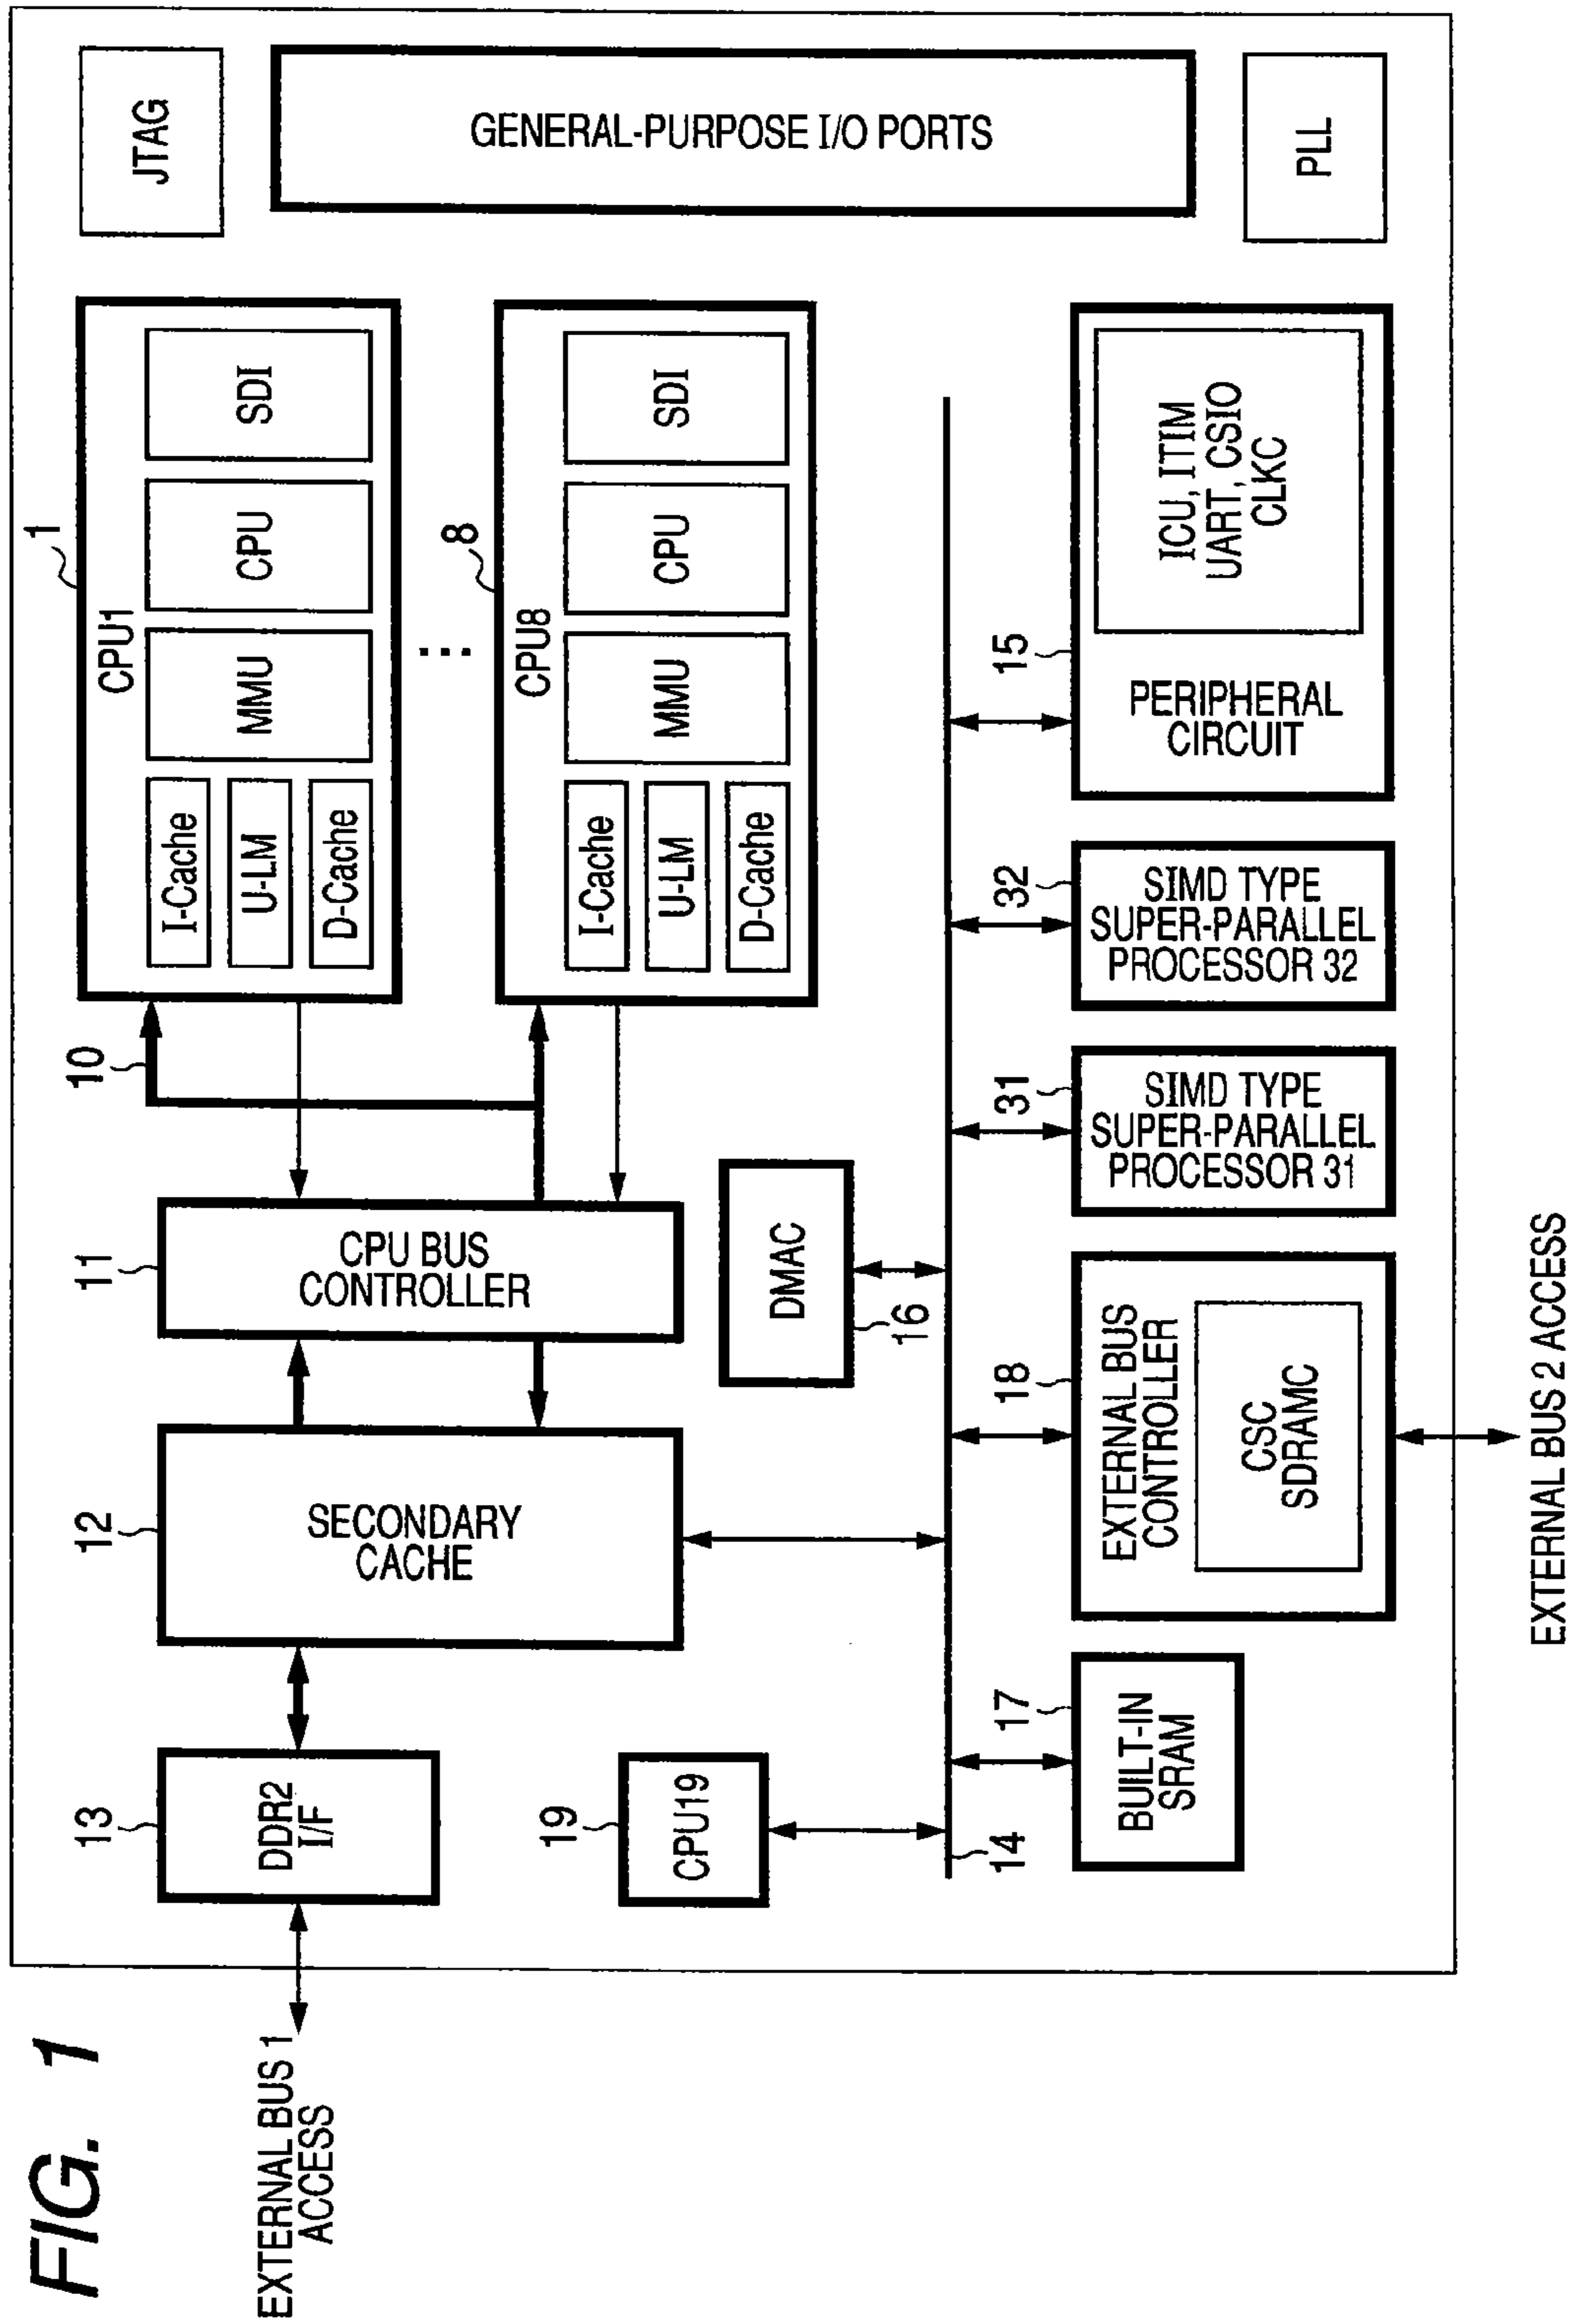 FIG. 1
EXTERNAL BUS 1
ACCESS
13
DDR2
I/F
12
SECONDARY
CACHE
11
CPU BUS
CONTROLLER
10
1
CPU1
I-Cache
U-LM
D-Cache
MMU
CPU
SDI
⋮
8
CPU8
I-Cache
U-LM
D-Cache
MMU
CPU
SDI
JTAG
GENERAL-PURPOSE I/O PORTS
PLL
19
CPU19
DMAC
16
14
17
BUILT-IN
SRAM
18
EXTERNAL BUS
CONTROLLER
CSC
SDRAMC
31
SIMD TYPE
SUPER-PARALLEL
PROCESSOR 31
32
SIMD TYPE
SUPER-PARALLEL
PROCESSOR 32
15
PERIPHERAL
CIRCUIT
ICU, ITIM
UART, CSIO
CLKC
EXTERNAL BUS 2 ACCESS